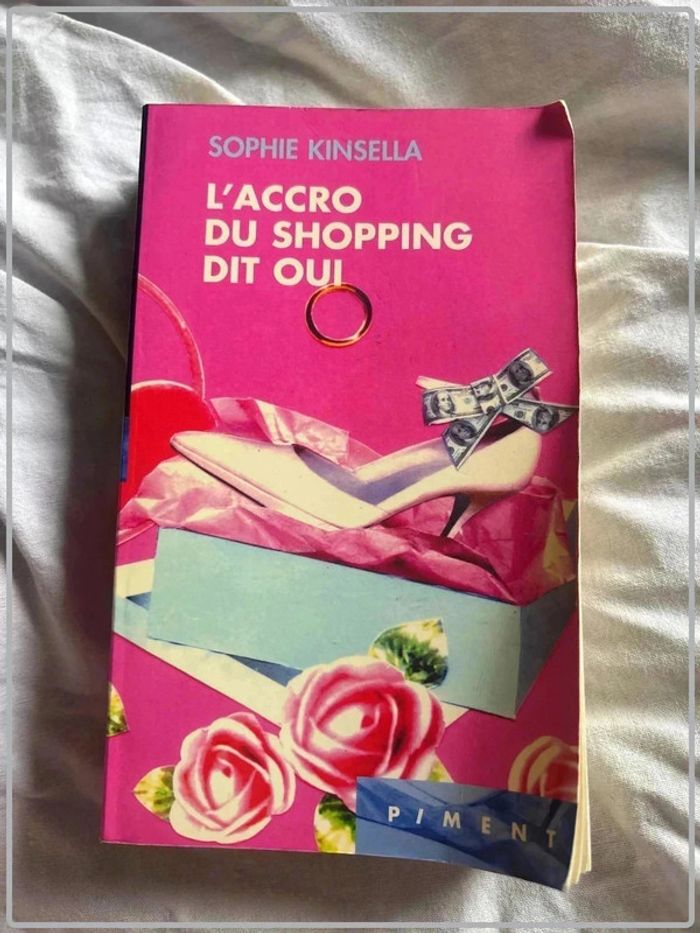 SOPHIE KINSELLA
L'ACCRO
DU SHOPPING
DIT OUI
PIMENT